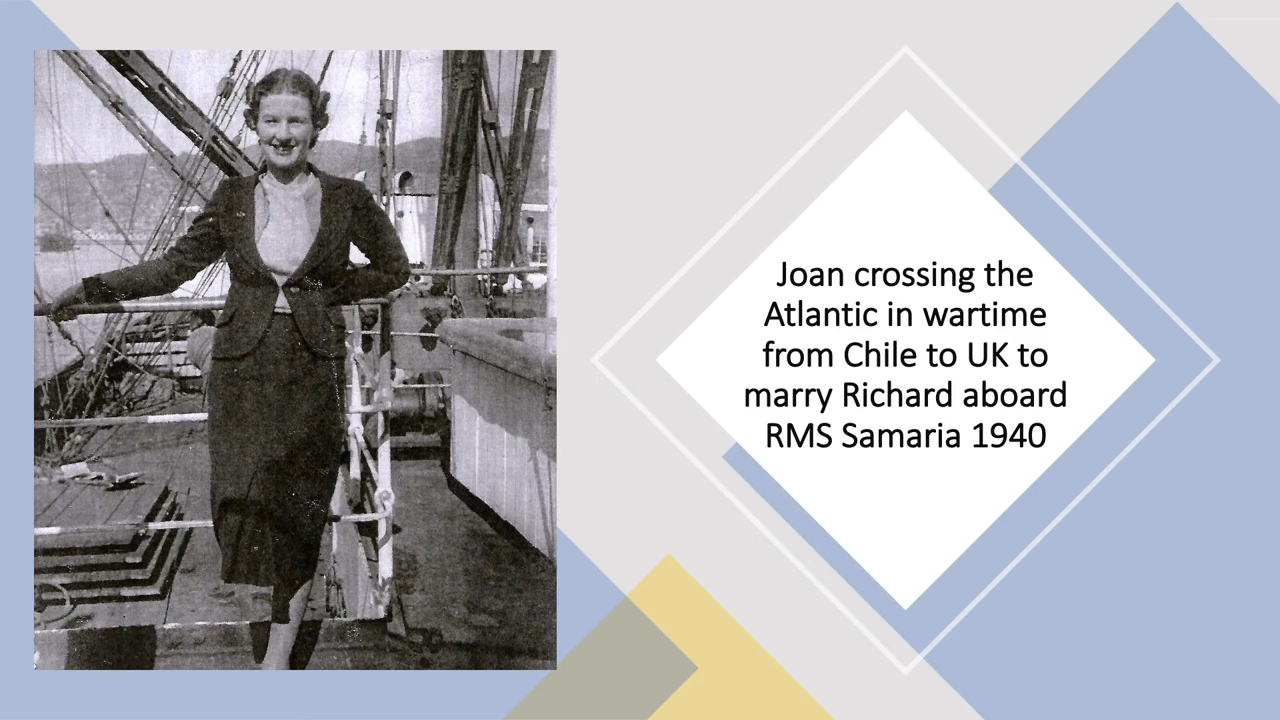 Joan crossing the
Atlantic in wartime
from Chile to UK to
marry Richard aboard
RMS Samaria 1940